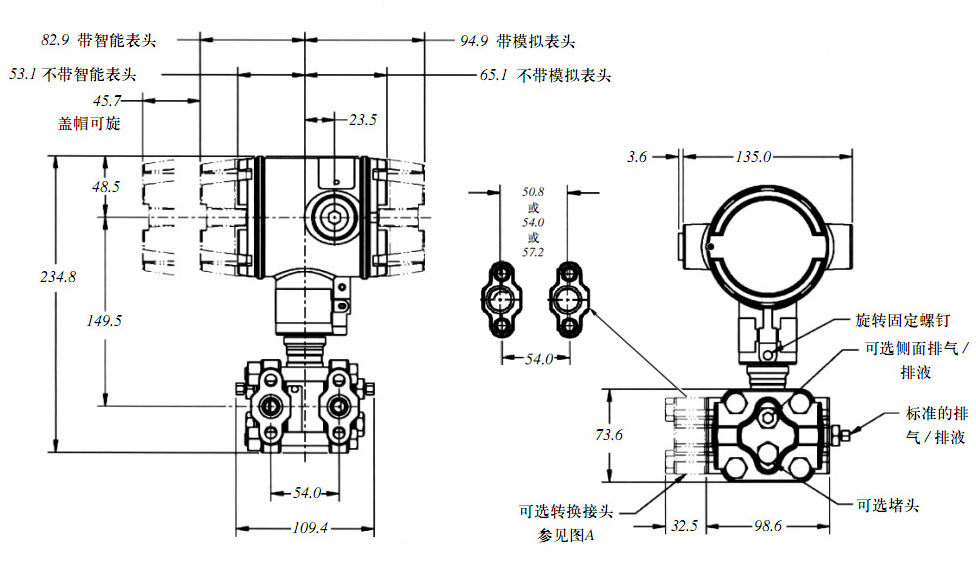 82.9 带智能表头
94.9 带模拟表头
53.1 不带智能表头
65.1 不带模拟表头
45.7
盖帽可旋
23.5
48.5
234.8
149.5
54.0
109.4
50.8
或
54.0
或
57.2
54.0
3.6
135.0
旋转固定螺钉
可选侧面排气/
排液
73.6
标准的排
气/排液
可选转换接头
参见图A
可选堵头
32.5
98.6